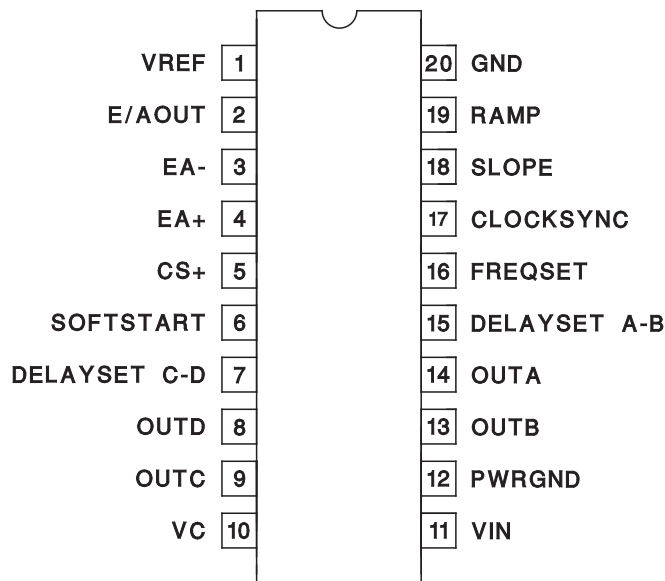 VREF 1 20 GND
E/AOUT 2 19 RAMP
EA- 3 18 SLOPE
EA+ 4 17 CLOCKSYNC
CS+ 5 16 FREQSET
SOFTSTART 6 15 DELAYSET A-B
DELAYSET C-D 7 14 OUTA
OUTD 8 13 OUTB
OUTC 9 12 PWRGND
VC 10 11 VIN